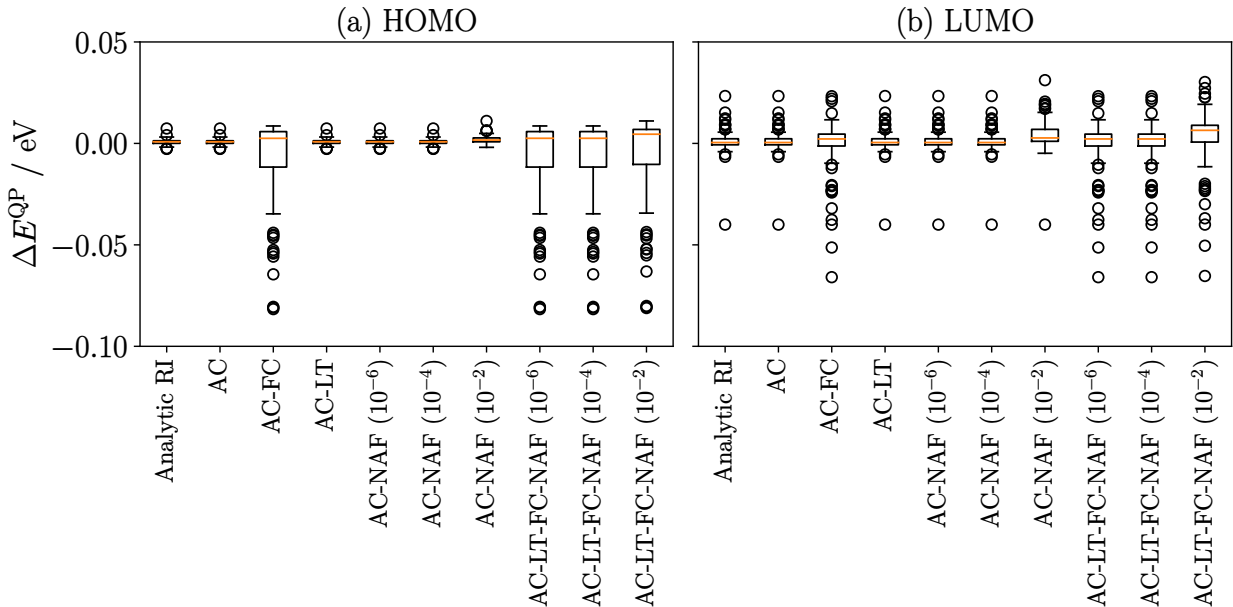 (a) HOMO
(b) LUMO
0.05
0.00
−0.05
−0.10
ΔE^QP / eV
Analytic RI
AC
AC-FC
AC-LT
AC-NAF (10⁻⁶)
AC-NAF (10⁻⁴)
AC-NAF (10⁻²)
AC-LT-FC-NAF (10⁻⁶)
AC-LT-FC-NAF (10⁻⁴)
AC-LT-FC-NAF (10⁻²)
Analytic RI
AC
AC-FC
AC-LT
AC-NAF (10⁻⁶)
AC-NAF (10⁻⁴)
AC-NAF (10⁻²)
AC-LT-FC-NAF (10⁻⁶)
AC-LT-FC-NAF (10⁻⁴)
AC-LT-FC-NAF (10⁻²)